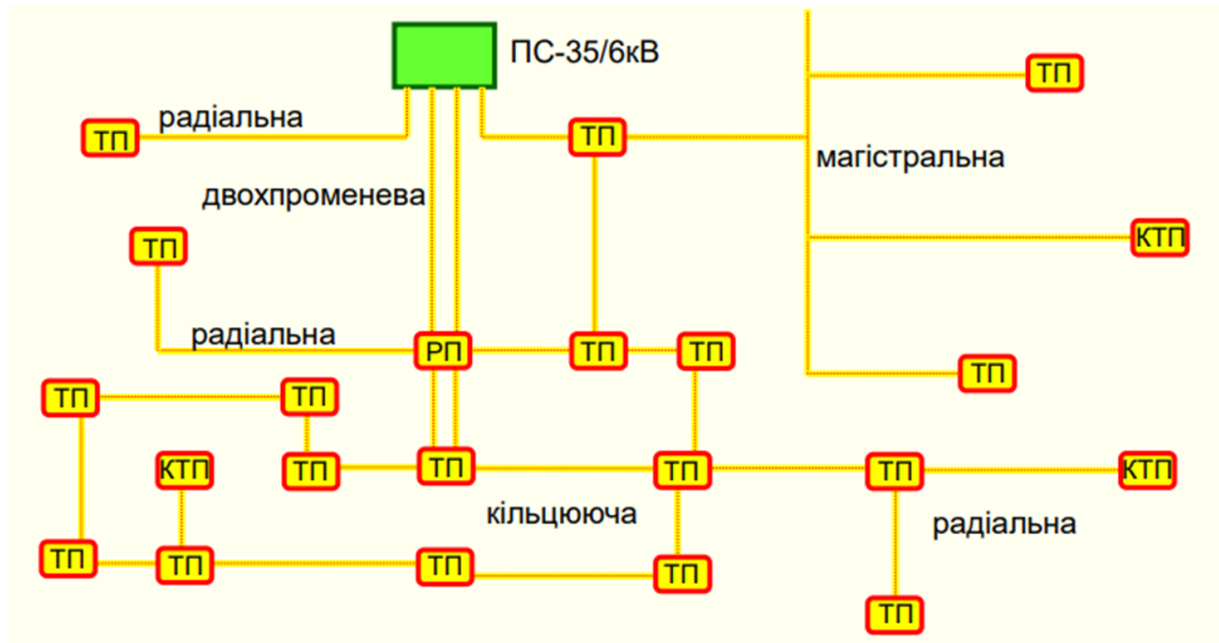 ПС-35/6кВ
ТП
радіальна
ТП
ТП
магістральна
двохпроменева
ТП
КТП
радіальна
РП
ТП
ТП
ТП
ТП
ТП
КТП
ТП
ТП
ТП
ТП
КТП
кільцююча
радіальна
ТП
ТП
ТП
ТП
ТП